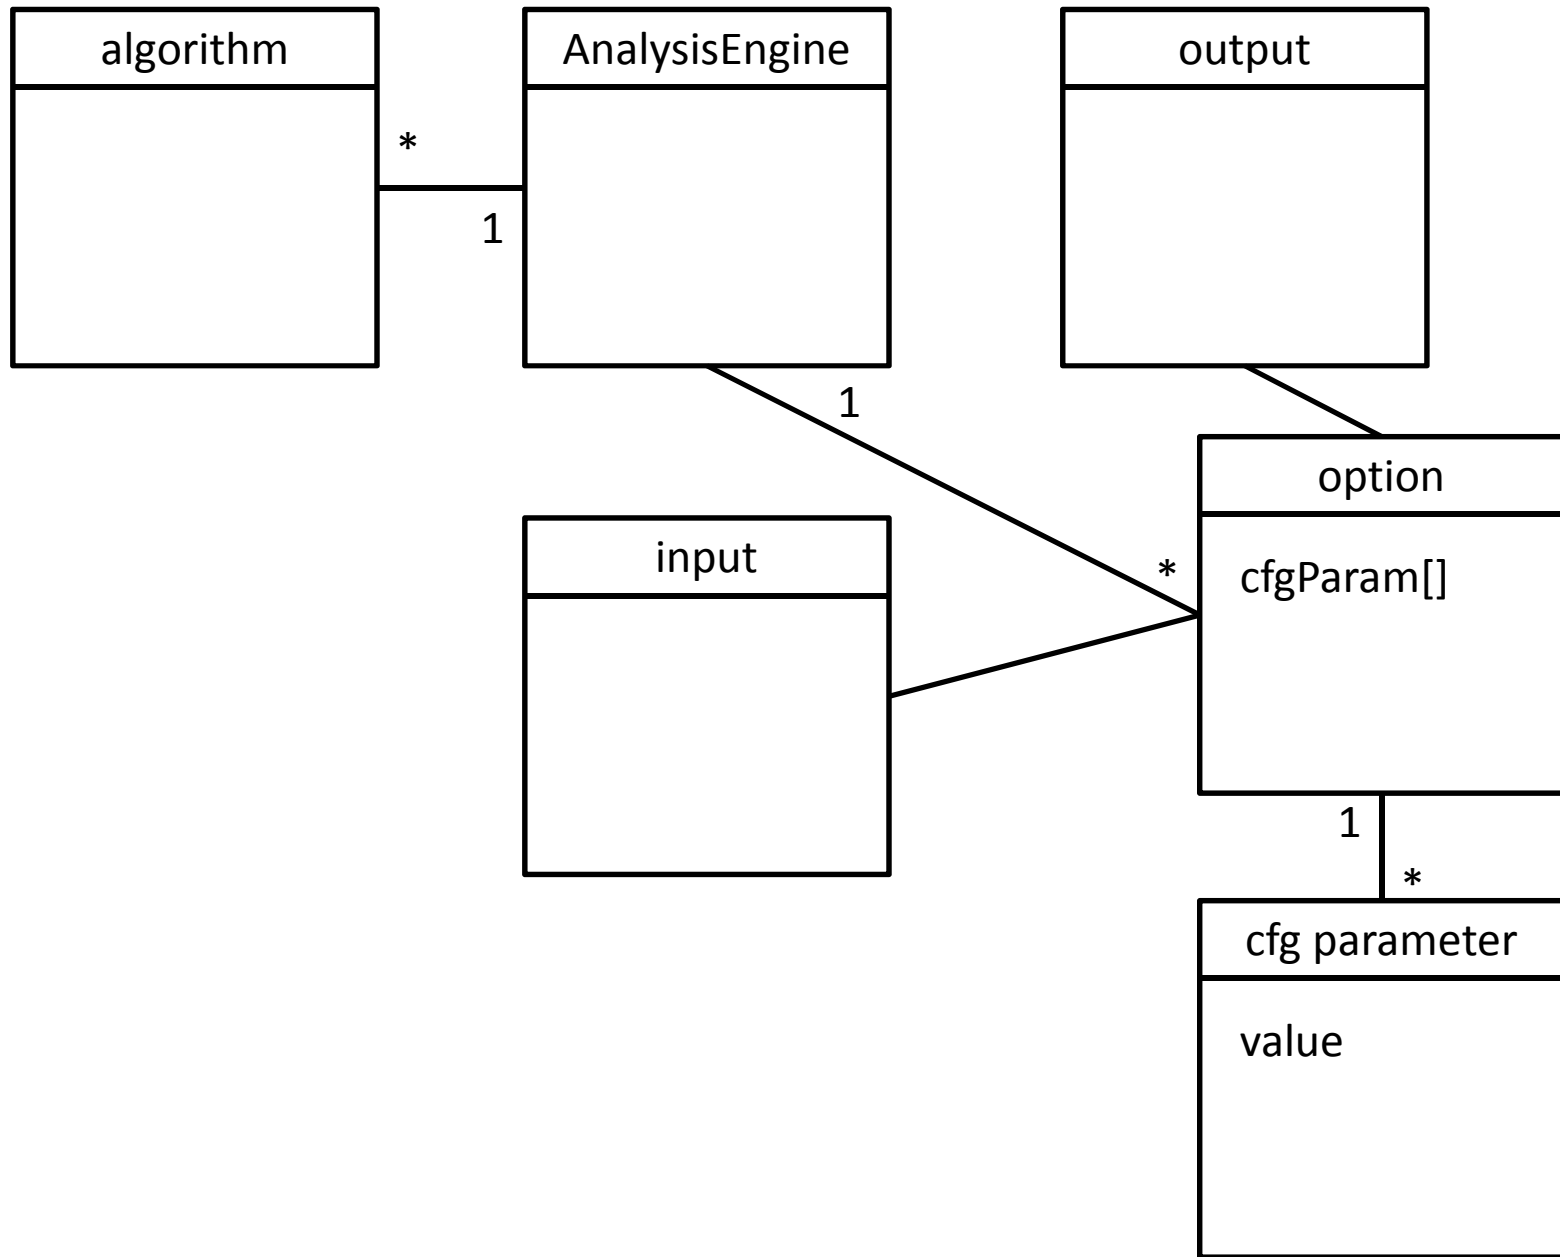 algorithm
AnalysisEngine
output
*
1
1
option
input
*
cfgParam[]
1
*
cfg parameter
value